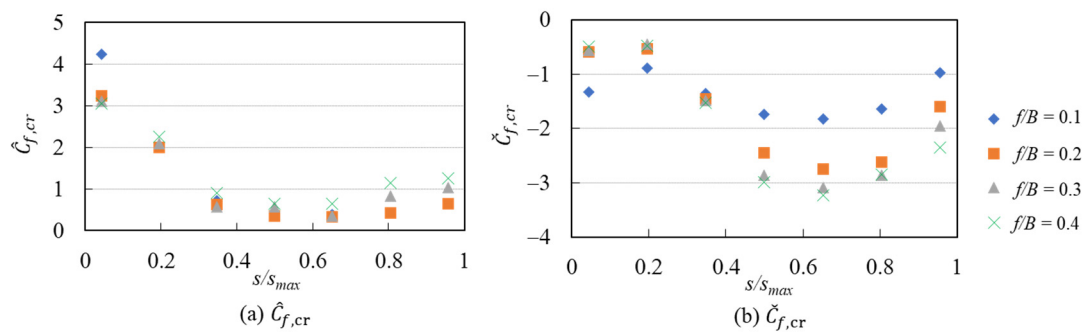 5
4
3
2
1
0
Ĉf,cr
0 0.2 0.4 0.6 0.8 1
s/smax
(a) Ĉf,cr
−0
−1
−2
−3
−4
Čf,cr
0 0.2 0.4 0.6 0.8 1
s/smax
(b) Čf,cr
f/B = 0.1
f/B = 0.2
f/B = 0.3
f/B = 0.4